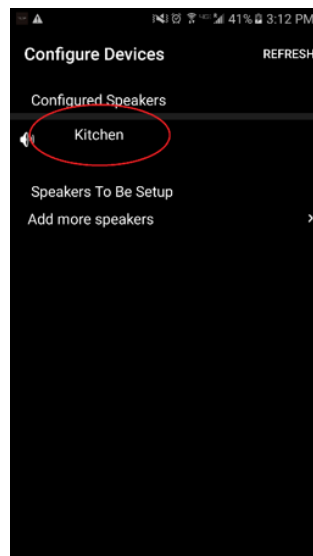 41% 3:12 PM
Configure Devices REFRESH
Configured Speakers
Kitchen
Speakers To Be Setup
Add more speakers